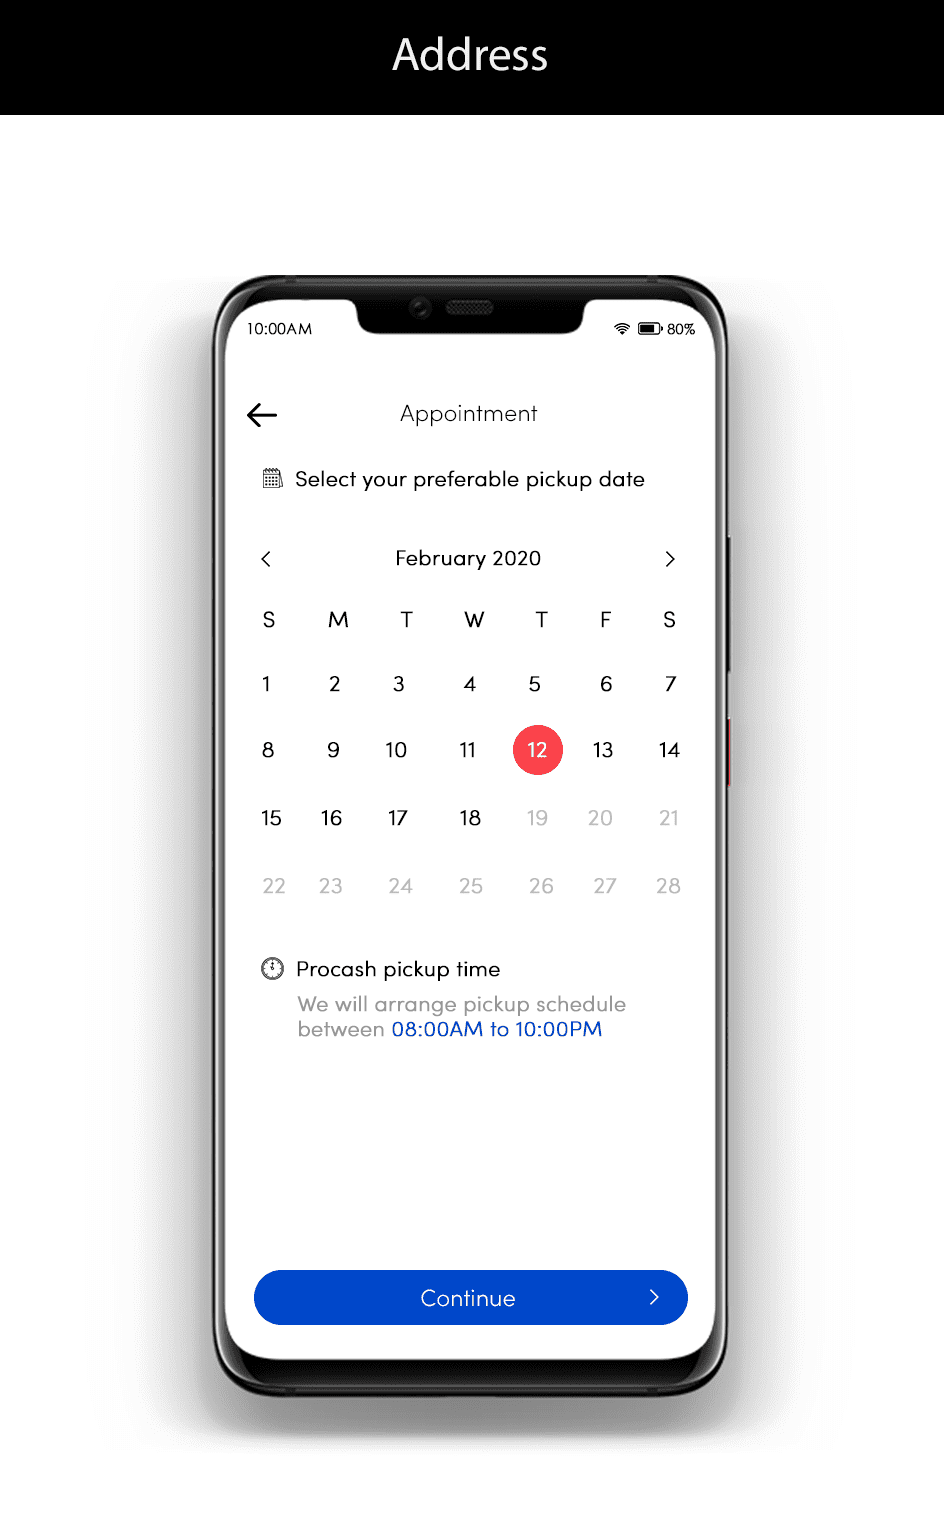 Address
10:00AM 80%
Appointment
Select your preferable pickup date
February 2020
S M T W T F S
1 2 3 4 5 6 7
8 9 10 11 12 13 14
15 16 17 18 19 20 21
22 23 24 25 26 27 28
Procash pickup time
We will arrange pickup schedule
between 08:00AM to 10:00PM
Continue